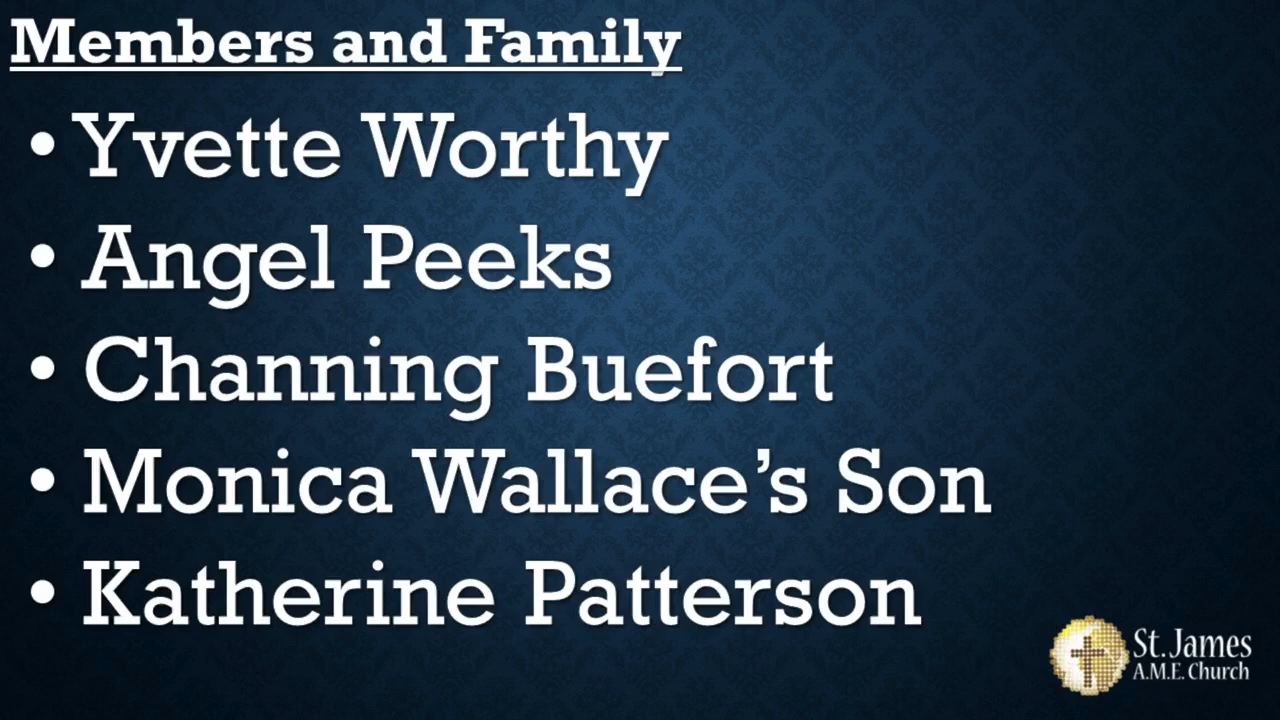 Members and Family
• Yvette Worthy
• Angel Peeks
• Channing Buefort
• Monica Wallace’s Son
• Katherine Patterson
St. James
A.M.E. Church